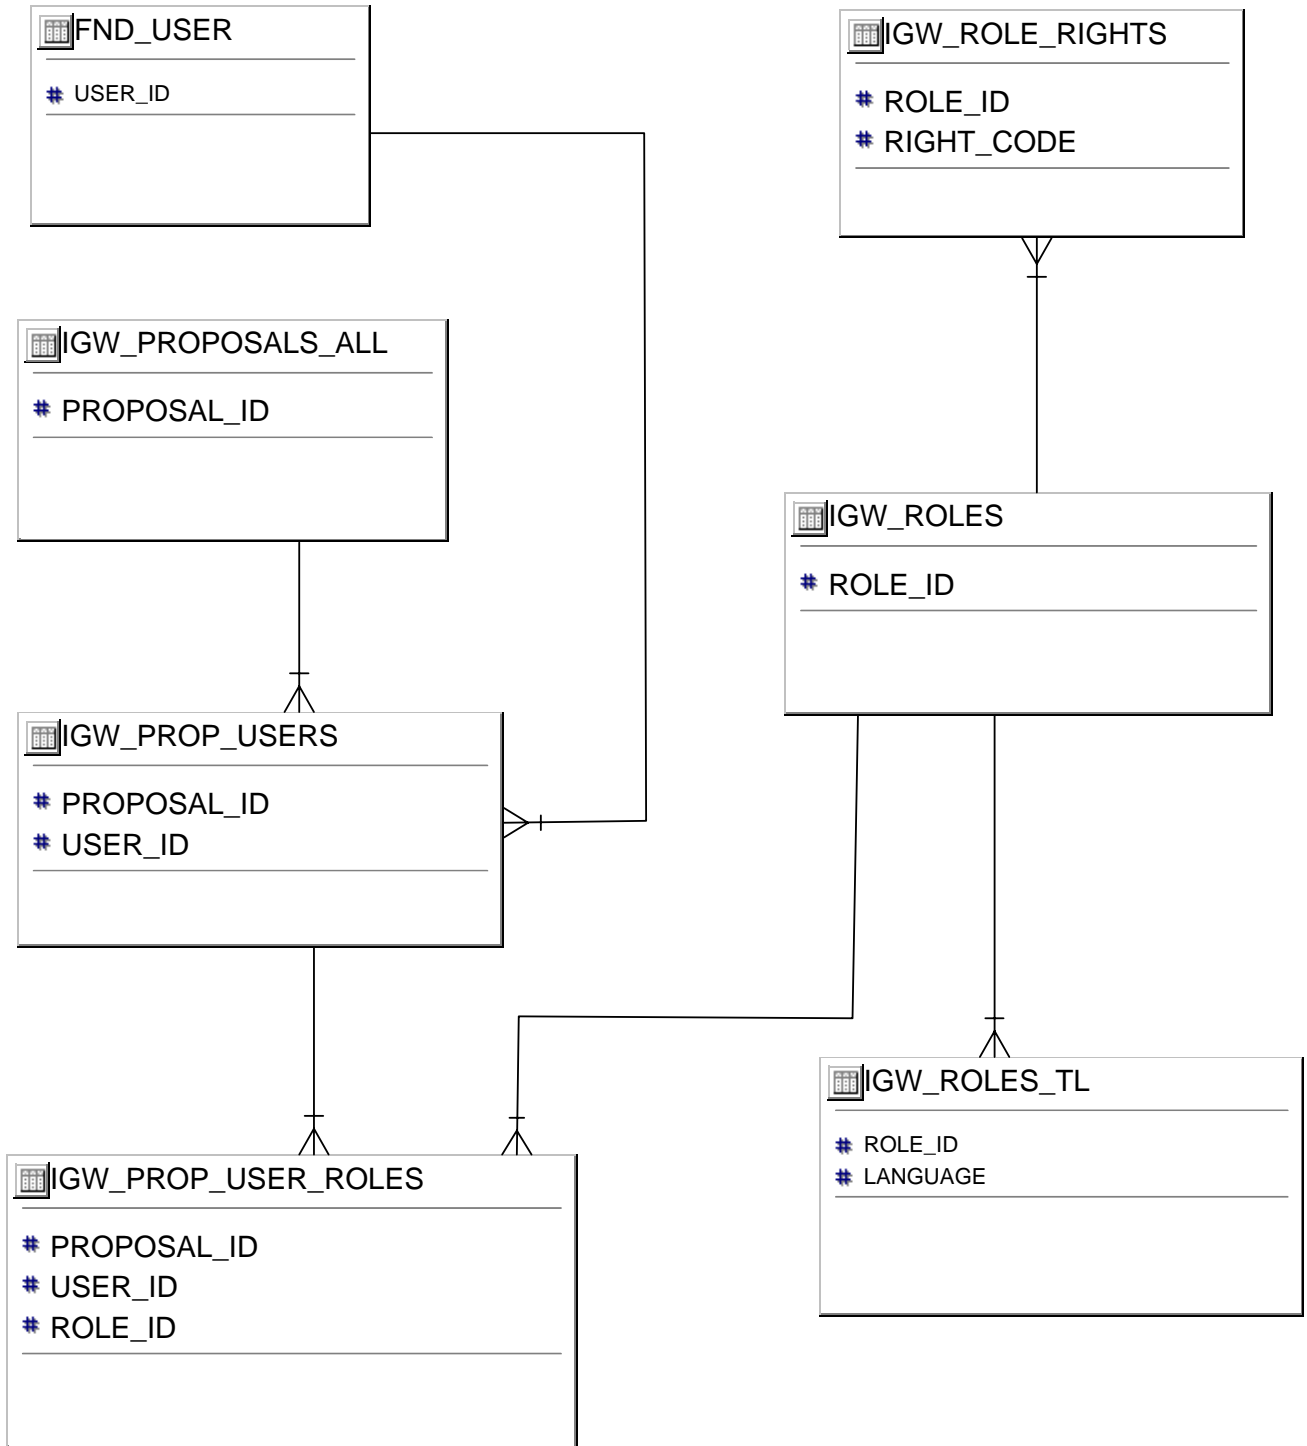 FND_USER
# USER_ID
IGW_ROLE_RIGHTS
# ROLE_ID
# RIGHT_CODE
IGW_PROPOSALS_ALL
# PROPOSAL_ID
IGW_ROLES
# ROLE_ID
IGW_PROP_USERS
# PROPOSAL_ID
# USER_ID
IGW_ROLES_TL
# ROLE_ID
# LANGUAGE
IGW_PROP_USER_ROLES
# PROPOSAL_ID
# USER_ID
# ROLE_ID